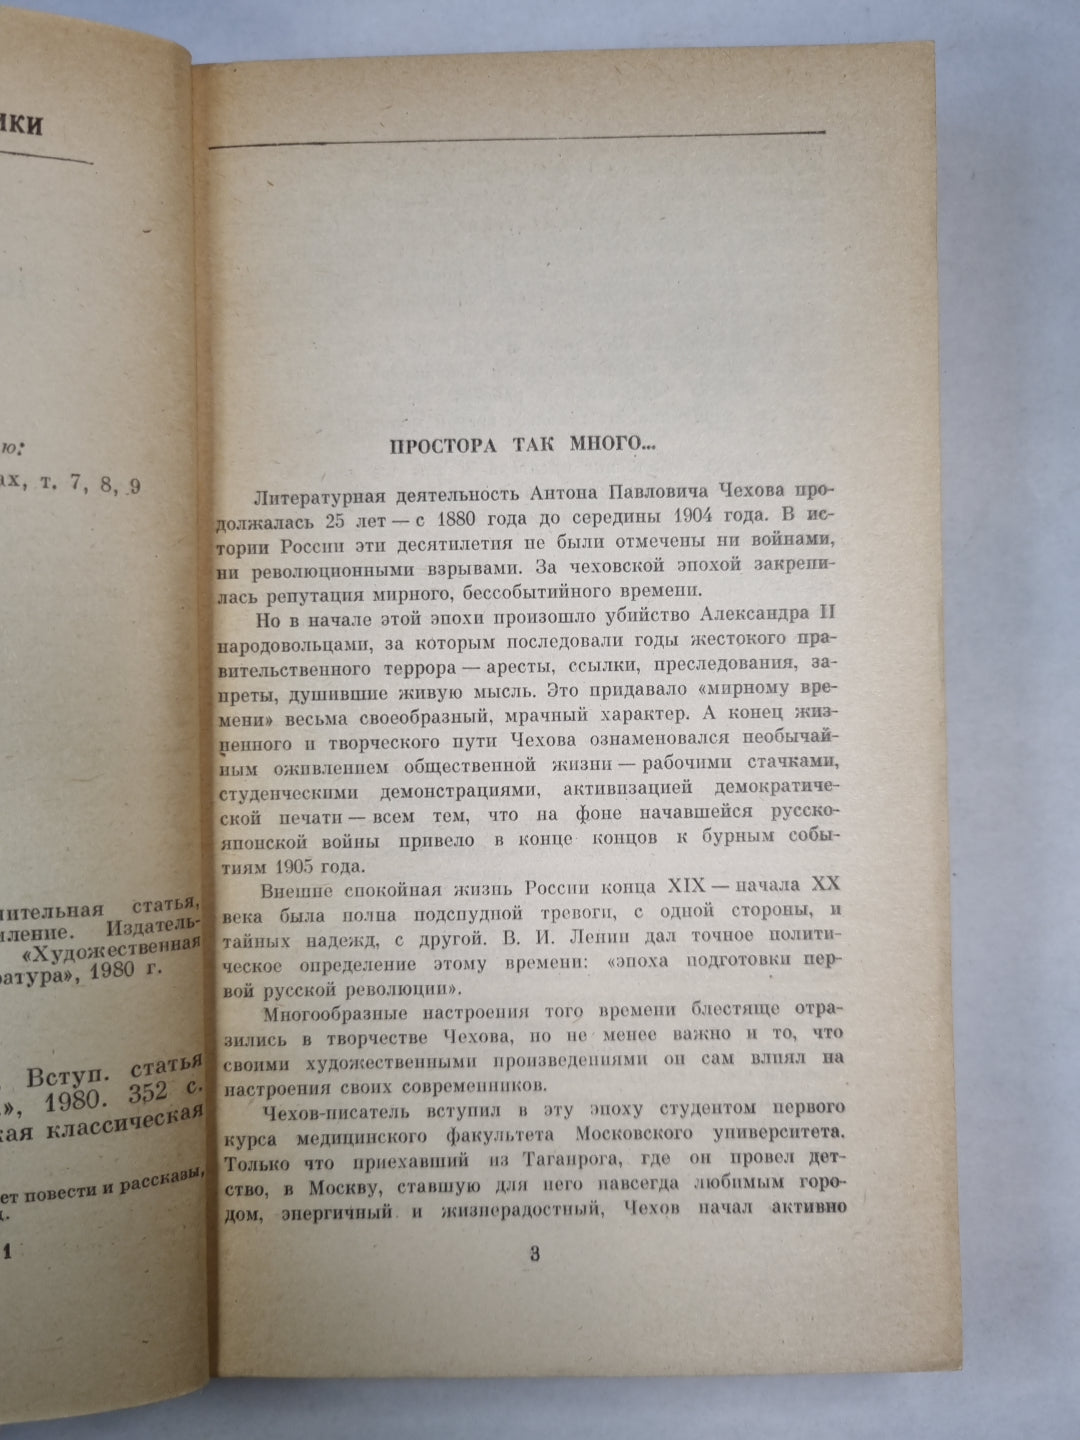 ИКИ
ю:
ах, т. 7, 8, 9
статья,
Издатель-
«Художественная
ратура», 1980 г.
Вступ. статья
», 1980. 352 с.
кая классическая
ет повести и рассказы,
1
ПРОСТОРА ТАК МНОГО...
Литературная деятельность Антона Павловича Чехова про-
должалась 25 лет — с 1880 года до середины 1904 года. В ис-
тории России эти десятилетия не были отмечены ни войнами,
ни революционными взрывами. За чеховской эпохой закрепи-
лась репутация мирного, бессобытийного времени.
Но в начале этой эпохи произошло убийство Александра II
народовольцами, за которым последовали годы жестокого пра-
вительственного террора — аресты, ссылки, преследования, за-
преты, душившие живую мысль. Это придавало «мирному вре-
мени» весьма своеобразный, мрачный характер. А конец жиз-
ненного и творческого пути Чехова ознаменовался необычай-
ным оживлением общественной жизни — рабочими стачками,
студенческими демонстрациями, активизацией демократиче-
ской печати — всем тем, что на фоне начавшейся русско-
японской войны привело в конце концов к бурным собы-
тиям 1905 года.
Внешне спокойная жизнь России конца XIX — начала XX
века была полна подспудной тревоги, с одной стороны, и
тайных надежд, с другой. В. И. Ленин дал точное полити-
ческое определение этому времени: «эпоха подготовки пер-
вой русской революции».
Многообразные настроения того времени блестяще отра-
зились в творчестве Чехова, но не менее важно и то, что
своими художественными произведениями он сам влиял на
настроения своих современников.
Чехов-писатель вступил в эту эпоху студентом первого
курса медицинского факультета Московского университета.
Только что приехавший из Таганрога, где он провел дет-
ство, в Москву, ставшую для него навсегда любимым горо-
дом, энергичный и жизнерадостный, Чехов начал активно
3